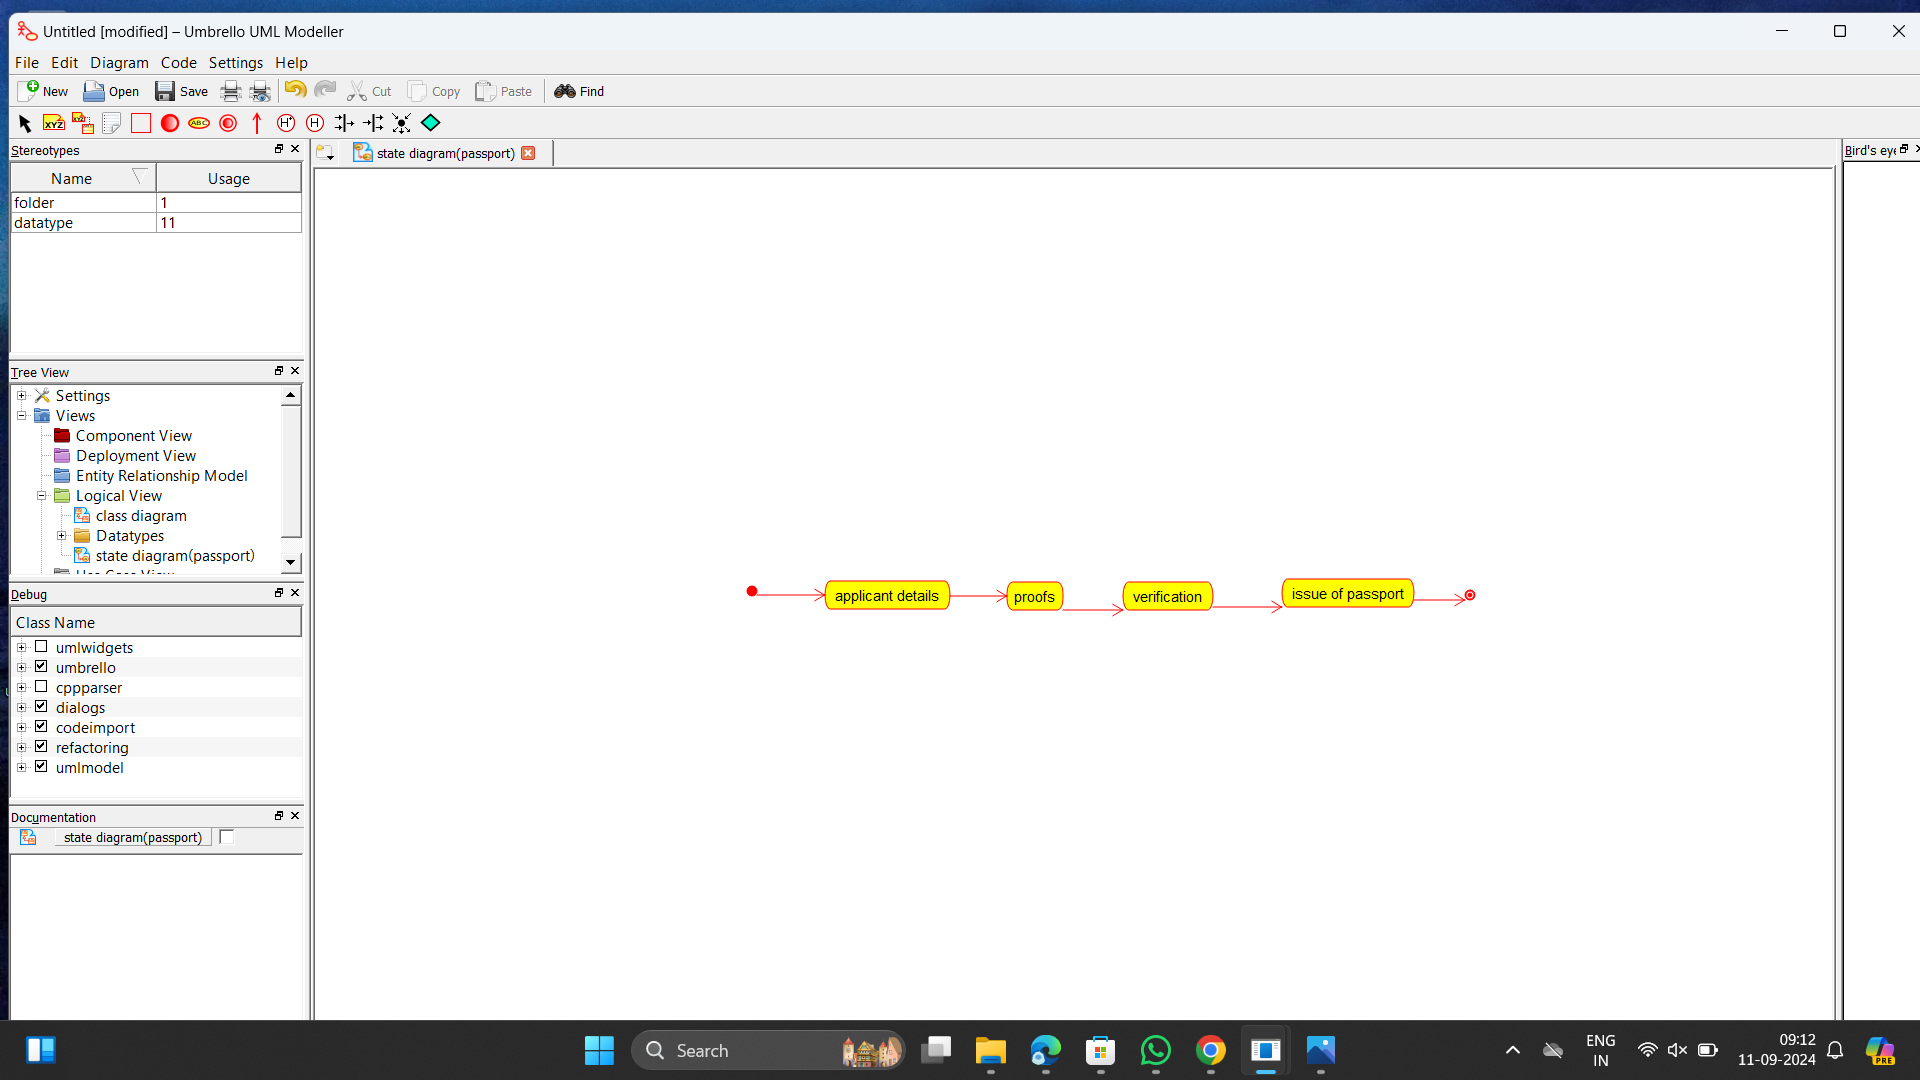 Untitled [modified] – Umbrello UML Modeller
File Edit Diagram Code Settings Help
New Open Save Cut Copy Paste Find
XYZ XYZ ABC H* H
Stereotypes
Name Usage
folder 1
datatype 11
Tree View
Settings
Views
Component View
Deployment View
Entity Relationship Model
Logical View
class diagram
Datatypes
state diagram(passport)
Debug
Class Name
umlwidgets
umbrello
cppparser
dialogs
codeimport
refactoring
umlmodel
Documentation
state diagram(passport)
state diagram(passport)
applicant details
proofs
verification
issue of passport
Bird's eye
Search
ENG
IN
09:12
11-09-2024
PRE